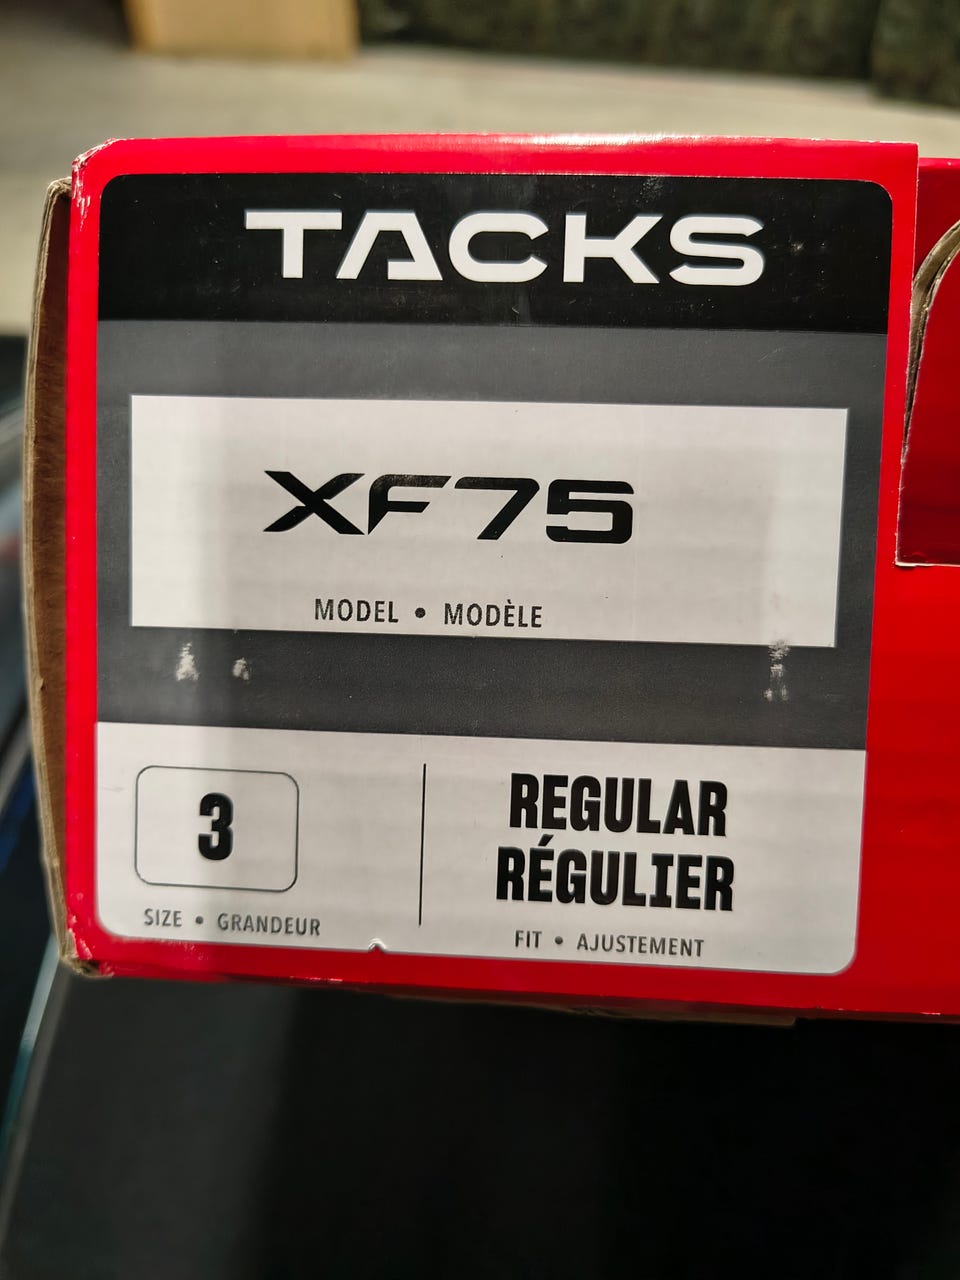 TACKS
XF75
MODEL • MODÈLE
3
SIZE • GRANDEUR
REGULAR
RÉGULIER
FIT • AJUSTEMENT